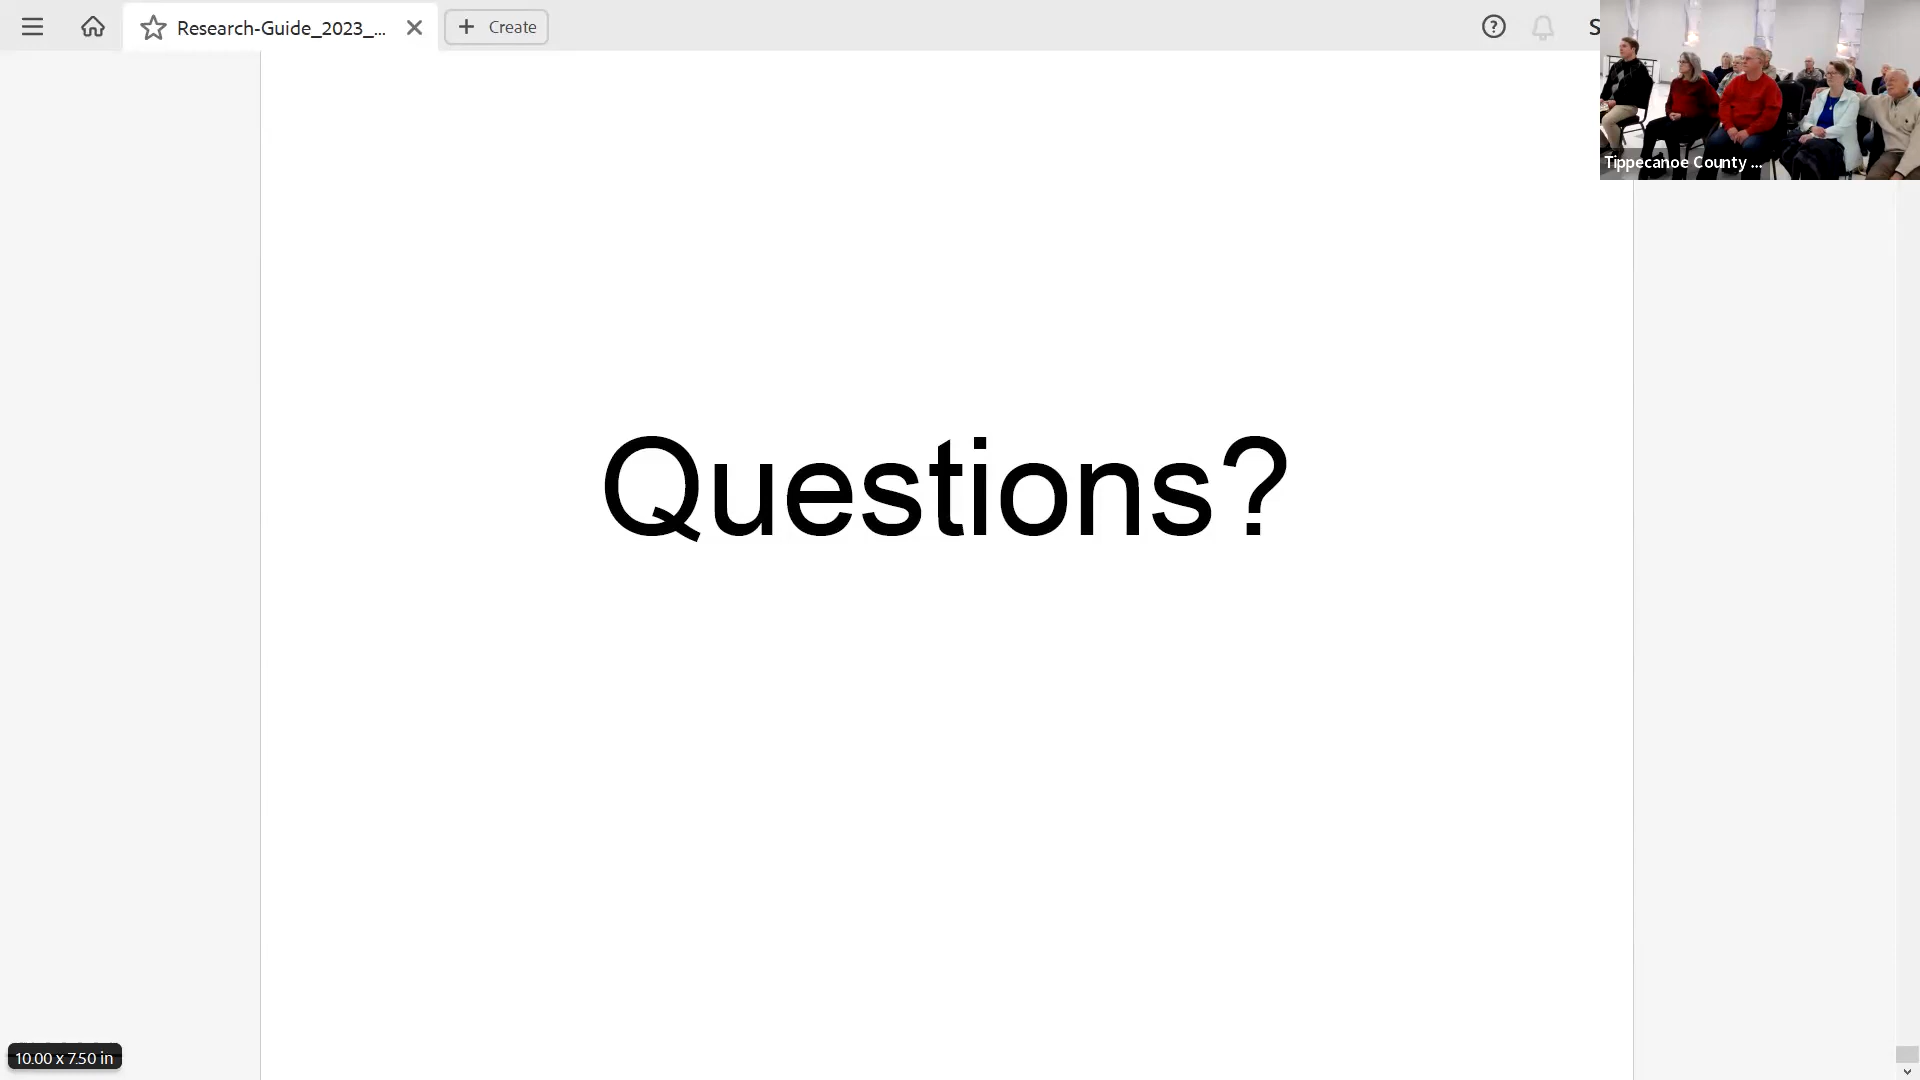 Research-Guide_2023_...
Create
S
Tippecanoe County ...
Questions?
10.00 x 7.50 in